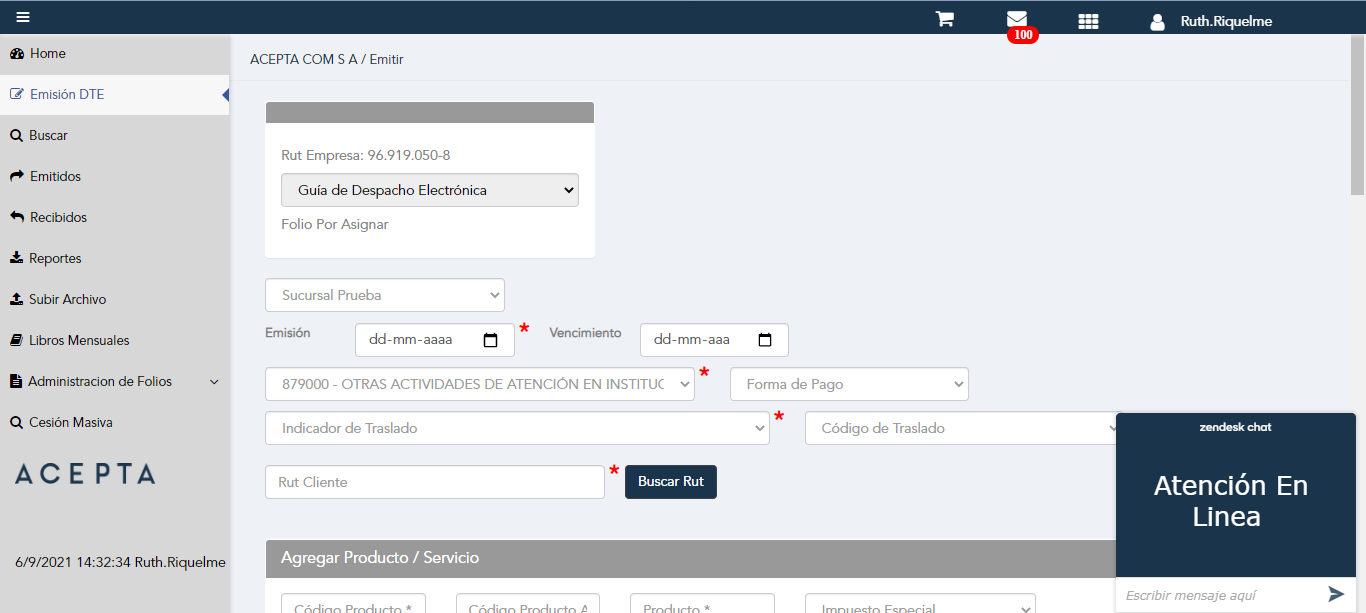 100
Ruth.Riquelme
Home
Emisión DTE
Buscar
Emitidos
Recibidos
Reportes
Subir Archivo
Libros Mensuales
Administracion de Folios
Cesión Masiva
ACEPTA
6/9/2021 14:32:34 Ruth.Riquelme
ACEPTA COM S A / Emitir
Rut Empresa: 96.919.050-8
Guía de Despacho Electrónica
Folio Por Asignar
Sucursal Prueba
Emisión dd-mm-aaaa * Vencimiento dd-mm-aaa
879000 - OTRAS ACTIVIDADES DE ATENCIÓN EN INSTITUC * Forma de Pago
Indicador de Traslado * Código de Traslado
Rut Cliente * Buscar Rut
Agregar Producto / Servicio
Código Producto * Código Producto A Producto * Impuesto Especial
zendesk chat
Atención En
Linea
Escribir mensaje aquí